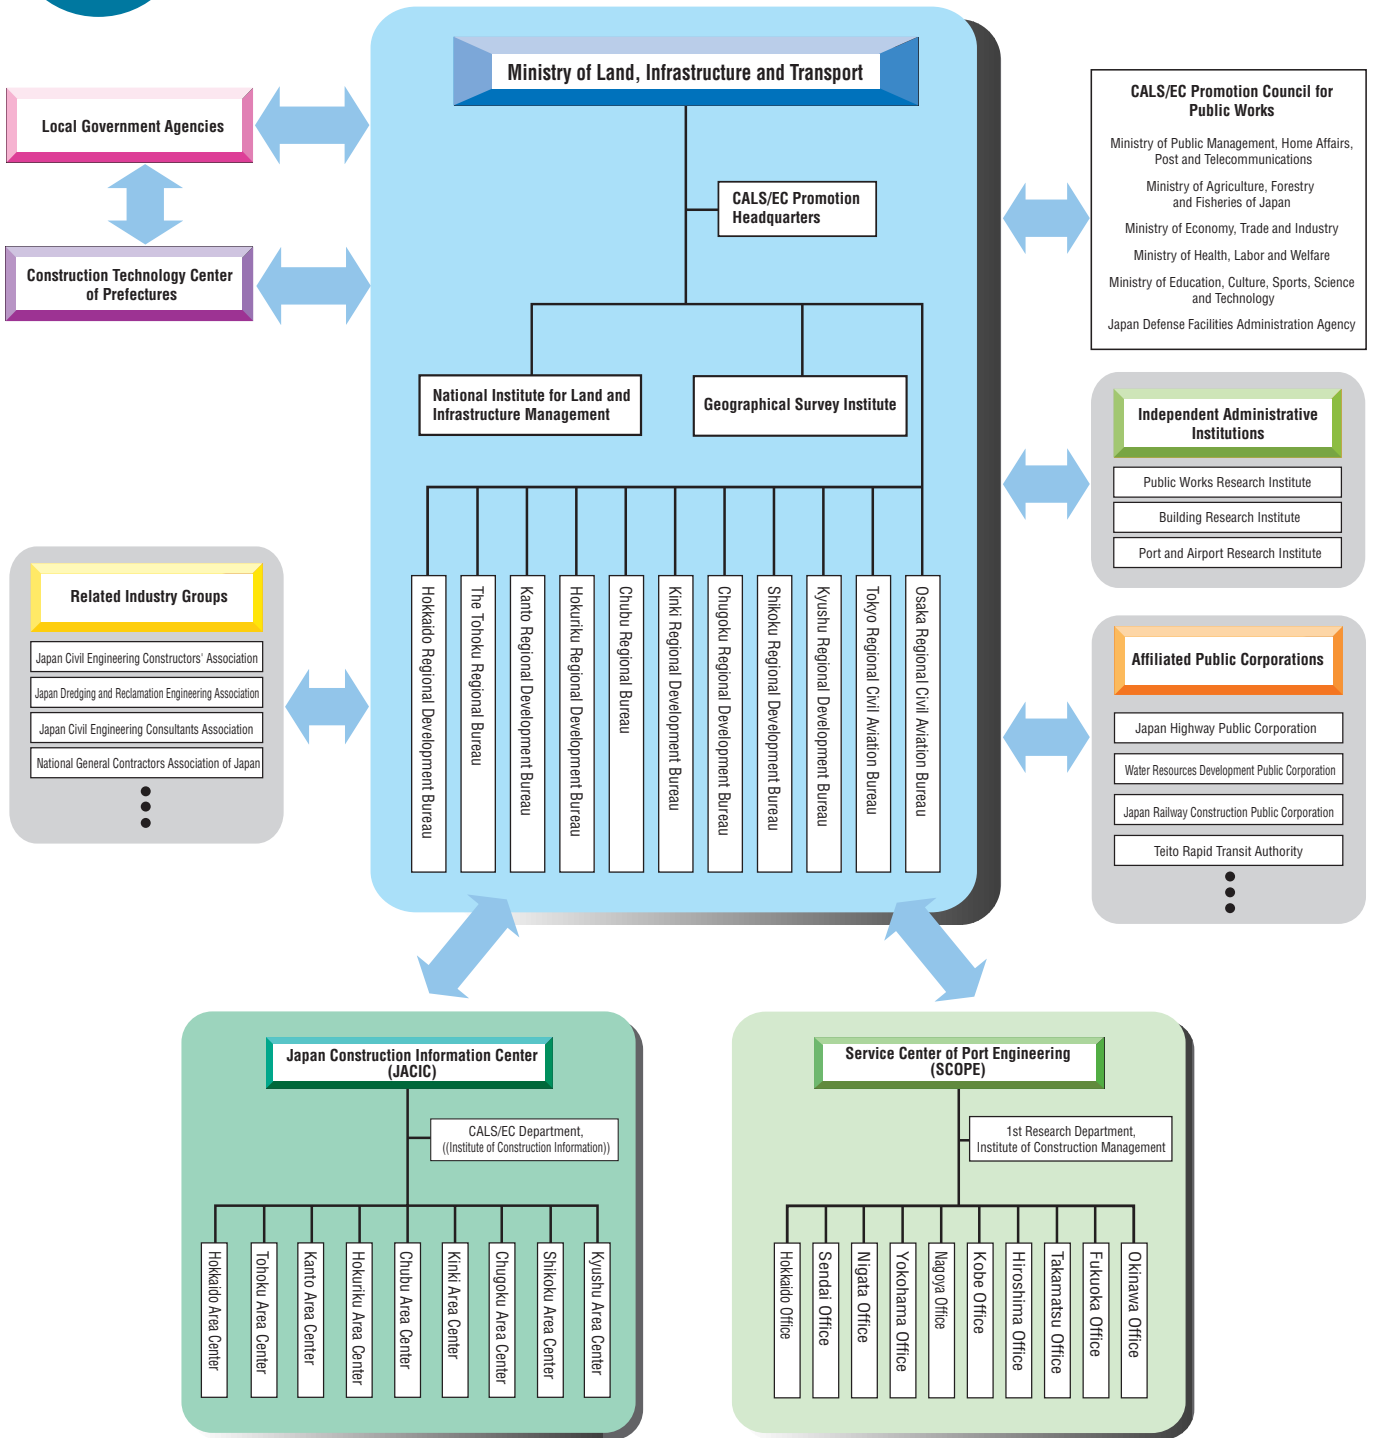 Ministry of Land, Infrastructure and Transport
Local Government Agencies
Construction Technology Center
of Prefectures
CALS/EC Promotion
Headquarters
CALS/EC Promotion Council for
Public Works
Ministry of Public Management, Home Affairs,
Post and Telecommunications
Ministry of Agriculture, Forestry
and Fisheries of Japan
Ministry of Economy, Trade and Industry
Ministry of Health, Labor and Welfare
Ministry of Education, Culture, Sports, Science
and Technology
Japan Defense Facilities Administration Agency
National Institute for Land and
Infrastructure Management
Geographical Survey Institute
Independent Administrative
Institutions
Public Works Research Institute
Building Research Institute
Port and Airport Research Institute
Related Industry Groups
Japan Civil Engineering Constructors' Association
Japan Dredging and Reclamation Engineering Association
Japan Civil Engineering Consultants Association
National General Contractors Association of Japan
Hokkaido Regional Development Bureau
The Tohoku Regional Bureau
Kanto Regional Development Bureau
Hokuriku Regional Development Bureau
Chubu Regional Bureau
Kinki Regional Development Bureau
Chugoku Regional Development Bureau
Shikoku Regional Development Bureau
Kyushu Regional Development Bureau
Tokyo Regional Civil Aviation Bureau
Osaka Regional Civil Aviation Bureau
Affiliated Public Corporations
Japan Highway Public Corporation
Water Resources Development Public Corporation
Japan Railway Construction Public Corporation
Teito Rapid Transit Authority
Japan Construction Information Center
(JACIC)
CALS/EC Department,
((Institute of Construction Information))
Hokkaido Area Center
Tohoku Area Center
Kanto Area Center
Hokuriku Area Center
Chubu Area Center
Kinki Area Center
Chugoku Area Center
Shikoku Area Center
Kyushu Area Center
Service Center of Port Engineering
(SCOPE)
1st Research Department,
Institute of Construction Management
Hokkaido Office
Sendai Office
Nigata Office
Yokohama Office
Nagoya Office
Kobe Office
Hiroshima Office
Takamatsu Office
Fukuoka Office
Okinawa Office